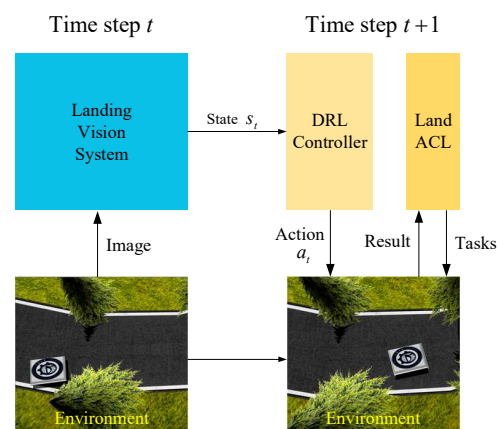 Time step t
Time step t+1
Landing
Vision
System
State s_t
DRL
Controller
Land
ACL
Image
Action
a_t
Result
Tasks
Environment
Environment